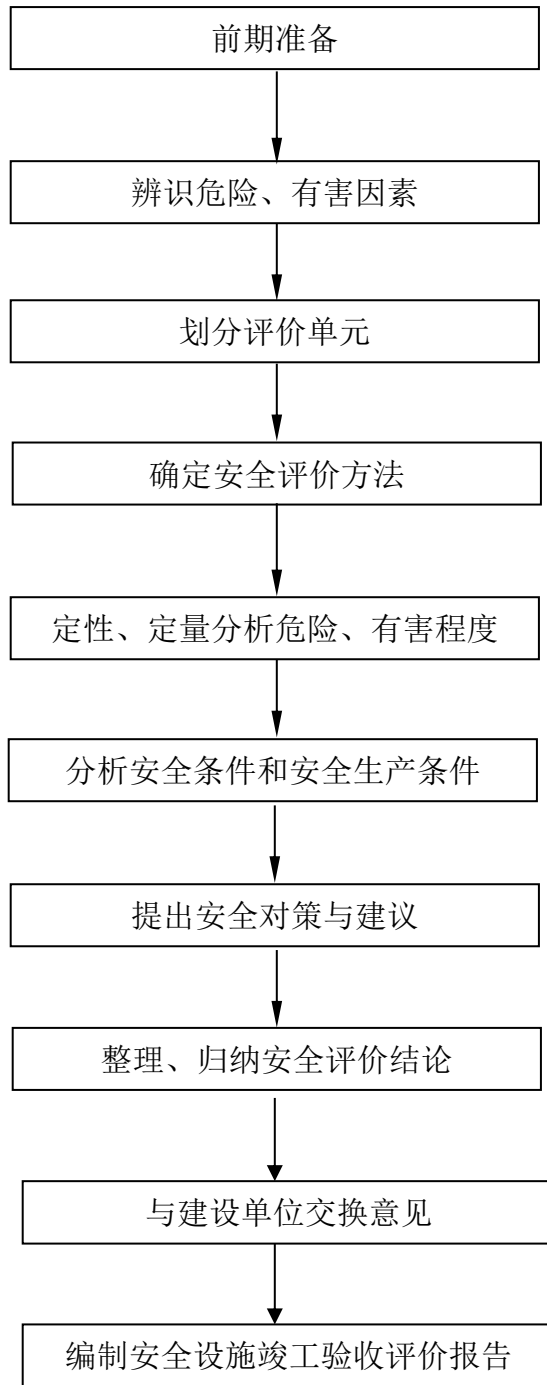 前期准备
辨识危险、有害因素
划分评价单元
确定安全评价方法
定性、定量分析危险、有害程度
分析安全条件和安全生产条件
提出安全对策与建议
整理、归纳安全评价结论
与建设单位交换意见
编制安全设施竣工验收评价报告